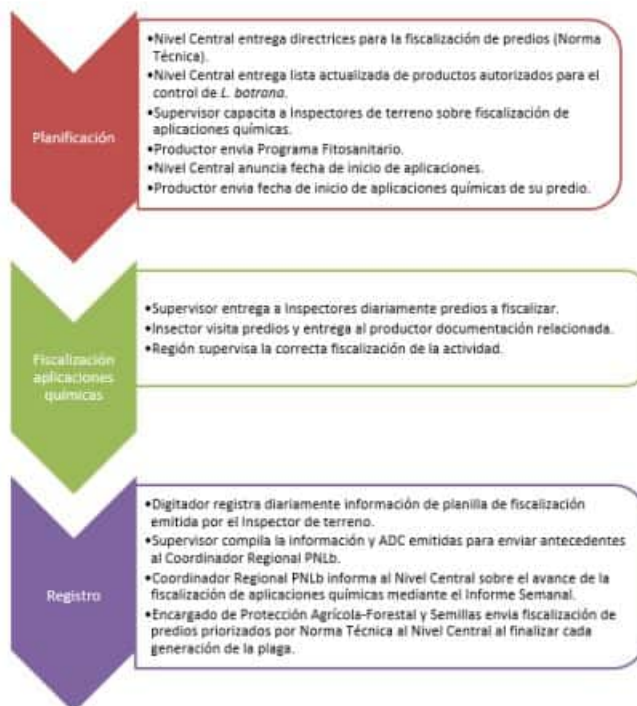 Planificación
•Nivel Central entrega directrices para la fiscalización de predios (Norma
Técnica).
•Nivel Central entrega lista actualizada de productos autorizados para el
control de L. botrana.
•Supervisor capacita a Inspectores de terreno sobre fiscalización de
aplicaciones químicas.
•Productor envia Programa Fitosanitario.
•Nivel Central anuncia fecha de inicio de aplicaciones.
•Productor envia fecha de inicio de aplicaciones químicas de su predio.
Fiscalización
aplicaciones
químicas
•Supervisor entrega a Inspectores diariamente predios a fiscalizar.
•Insector visita predios y entrega al productor documentación relacionada.
•Región supervisa la correcta fiscalización de la actividad.
Registro
•Digitador registra diariamente información de planilla de fiscalización
emitida por el Inspector de terreno.
•Supervisor compila la información y ADC emitidas para enviar antecedentes
al Coordinador Regional PNLb.
•Coordinador Regional PNLb informa al Nivel Central sobre el avance de la
fiscalización de aplicaciones químicas mediante el Informe Semanal.
•Encargado de Protección Agrícola-Forestal y Semillas envia fiscalización de
predios priorizados por Norma Técnica al Nivel Central al finalizar cada
generación de la plaga.